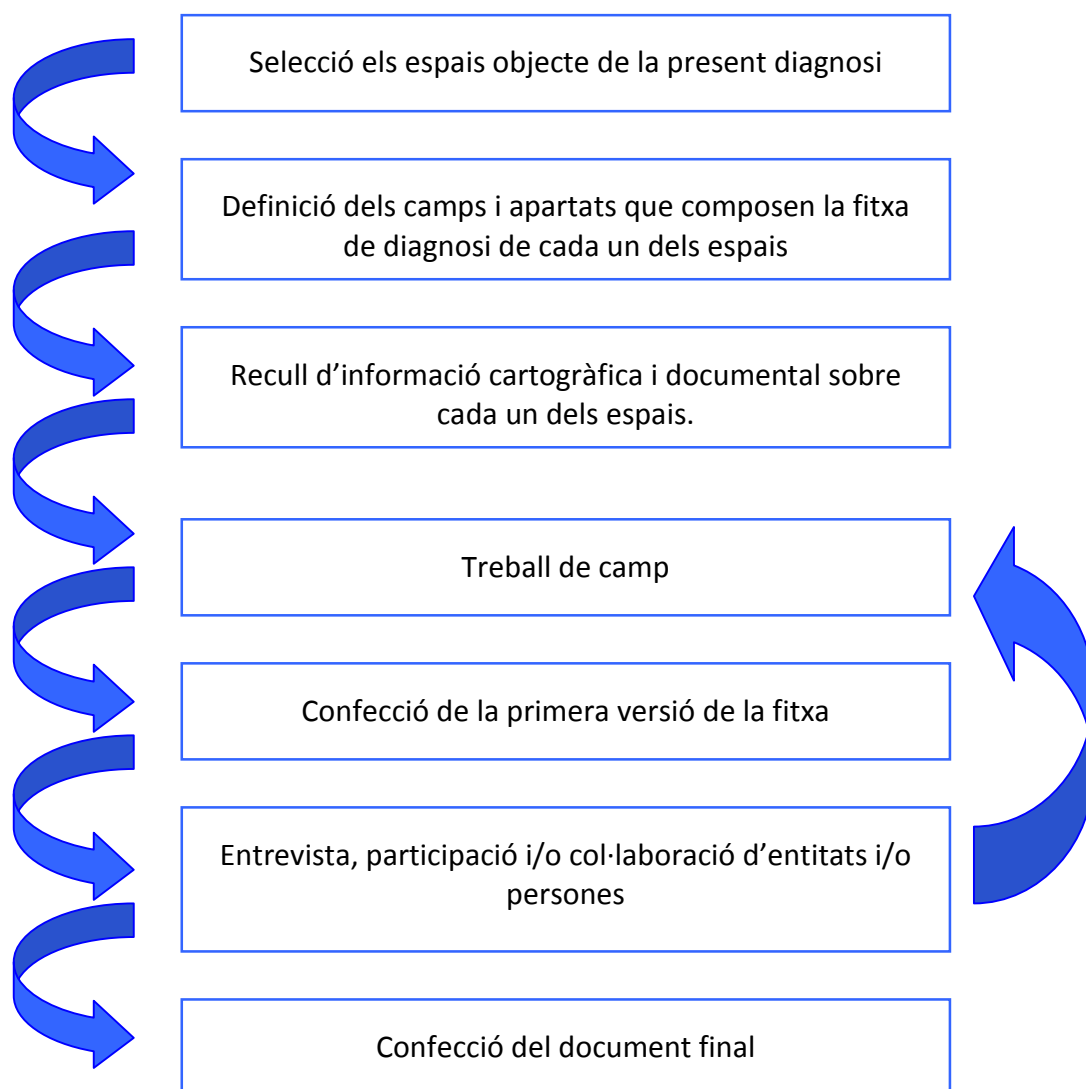 Selecció els espais objecte de la present diagnosi
Definició dels camps i apartats que composen la fitxa
de diagnosi de cada un dels espais
Recull d’informació cartogràfica i documental sobre
cada un dels espais.
Treball de camp
Confecció de la primera versió de la fitxa
Entrevista, participació i/o col·laboració d’entitats i/o
persones
Confecció del document final